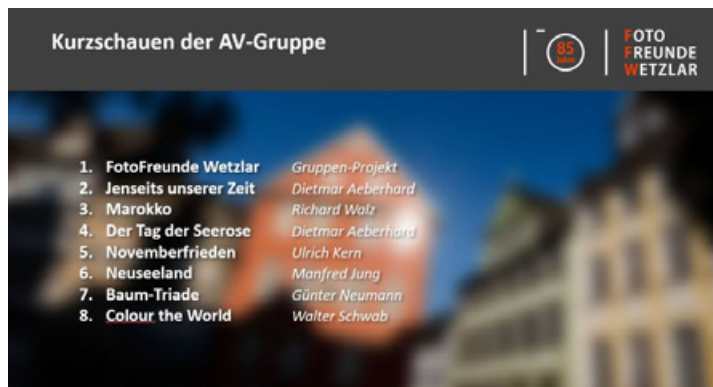 Kurzschauen der AV-Gruppe
85
Jahre
FOTO
FREUNDE
WETZLAR
1. FotoFreunde Wetzlar Gruppen-Projekt
2. Jenseits unserer Zeit Dietmar Aeberhard
3. Marokko Richard Walz
4. Der Tag der Seerose Dietmar Aeberhard
5. Novemberfrieden Ulrich Kern
6. Neuseeland Manfred Jung
7. Baum-Triade Günter Neumann
8. Colour the World Walter Schwab